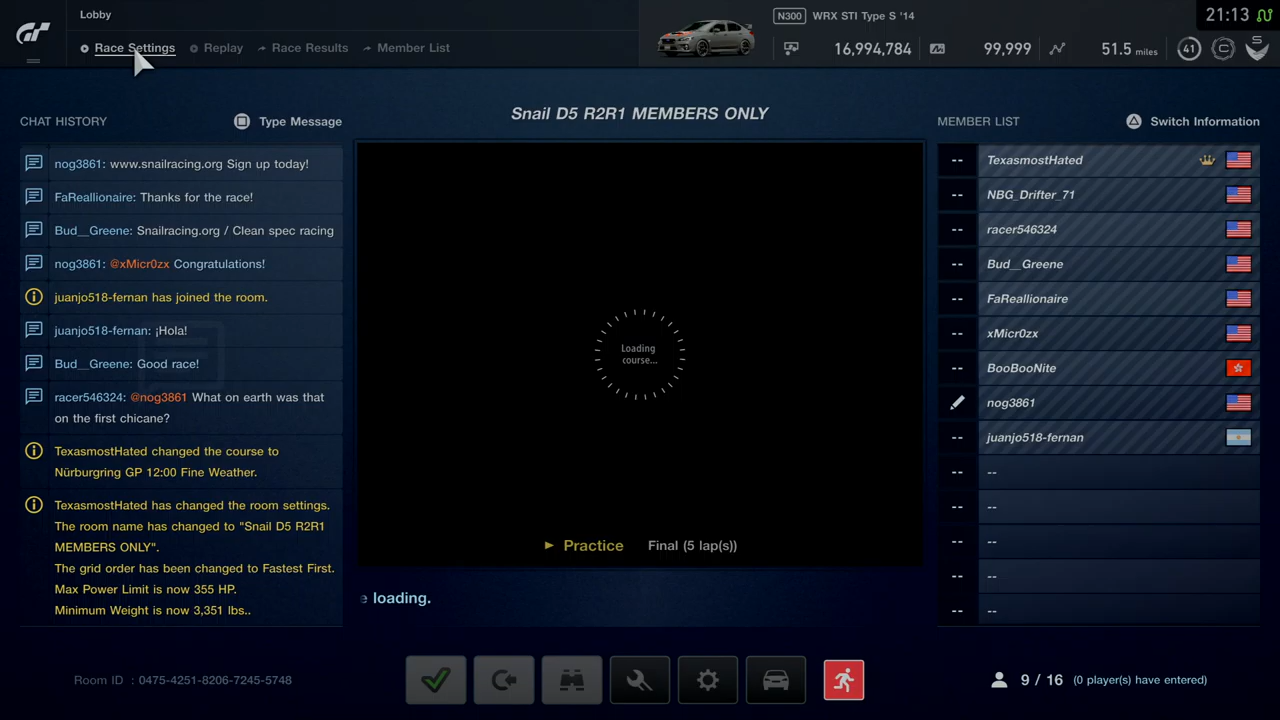 Lobby
N300 WRX STI Type S '14
21:13
Race Settings Replay Race Results Member List
16,994,784 99,999 51.5 miles 41 C S
Snail D5 R2R1 MEMBERS ONLY
CHAT HISTORY Type Message
MEMBER LIST Switch Information
nog3861: www.snailracing.org Sign up today!
FaReallionaire: Thanks for the race!
Bud__Greene: Snailracing.org / Clean spec racing
nog3861: @xMicr0zx Congratulations!
juanjo518-fernan has joined the room.
juanjo518-fernan: ¡Hola!
Bud__Greene: Good race!
racer546324: @nog3861 What on earth was that
on the first chicane?
TexasmostHated changed the course to
Nürburgring GP 12:00 Fine Weather.
TexasmostHated has changed the room settings.
The room name has changed to "Snail D5 R2R1
MEMBERS ONLY".
The grid order has been changed to Fastest First.
Max Power Limit is now 355 HP.
Minimum Weight is now 3,351 lbs..
Loading
course...
Practice Final (5 lap(s))
e loading.
-- TexasmostHated
-- NBG_Drifter_71
-- racer546324
-- Bud__Greene
-- FaReallionaire
-- xMicr0zx
-- BooBooNite
nog3861
-- juanjo518-fernan
-- --
-- --
-- --
-- --
-- --
Room ID : 0475-4251-8206-7245-5748
9 / 16 (0 player(s) have entered)